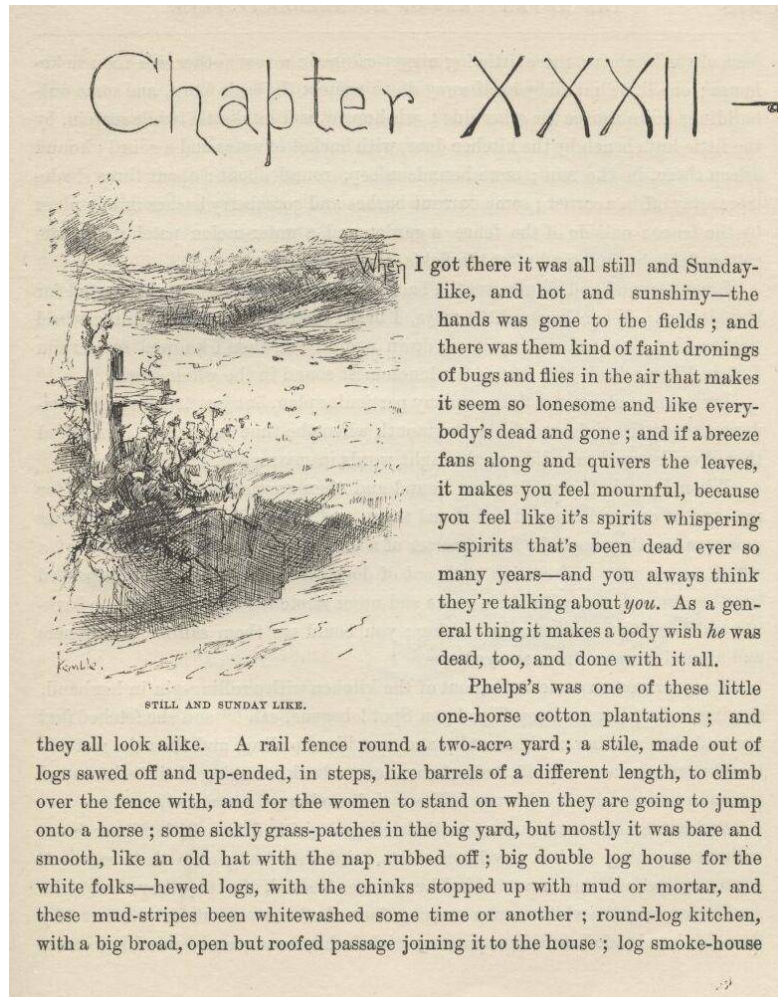 Chapter XXXII
When I got there it was all still and Sunday-
like, and hot and sunshiny—the
hands was gone to the fields ; and
there was them kind of faint dronings
of bugs and flies in the air that makes
it seem so lonesome and like every-
body's dead and gone ; and if a breeze
fans along and quivers the leaves,
it makes you feel mournful, because
you feel like it's spirits whispering
—spirits that's been dead ever so
many years—and you always think
they're talking about you. As a gen-
eral thing it makes a body wish he was
dead, too, and done with it all.
Kemble.
STILL AND SUNDAY LIKE.
Phelps's was one of these little
one-horse cotton plantations ; and
they all look alike. A rail fence round a two-acre yard ; a stile, made out of
logs sawed off and up-ended, in steps, like barrels of a different length, to climb
over the fence with, and for the women to stand on when they are going to jump
onto a horse ; some sickly grass-patches in the big yard, but mostly it was bare and
smooth, like an old hat with the nap rubbed off ; big double log house for the
white folks—hewed logs, with the chinks stopped up with mud or mortar, and
these mud-stripes been whitewashed some time or another ; round-log kitchen,
with a big broad, open but roofed passage joining it to the house ; log smoke-house